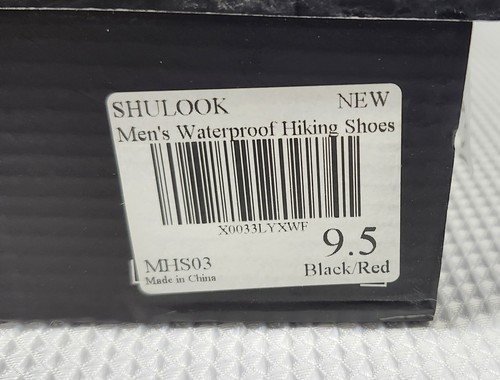 SHULOOK NEW
Men's Waterproof Hiking Shoes
X0033LYXWF
9.5
MHS03 Black/Red
Made in China